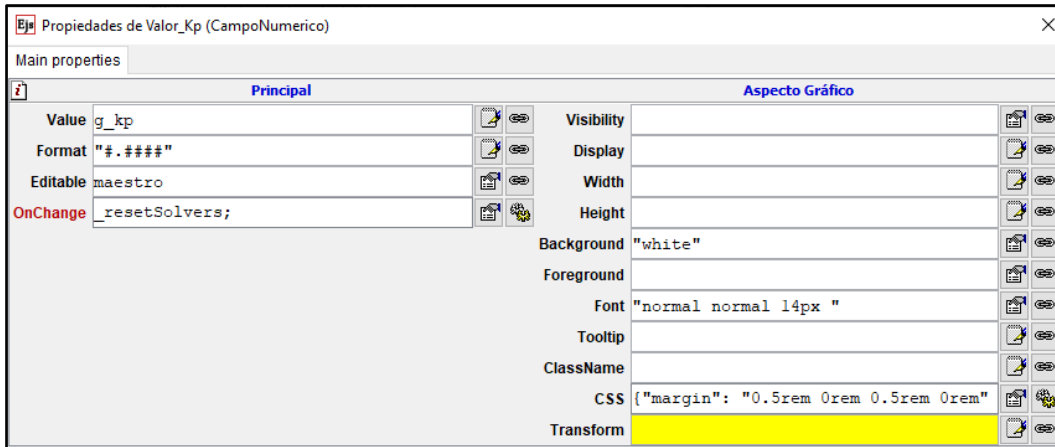 Ejs Propiedades de Valor_Kp (CampoNumerico)
Main properties
Principal
Value g_kp
Format "#.####"
Editable maestro
OnChange _resetSolvers;
Aspecto Gráfico
Visibility
Display
Width
Height
Background "white"
Foreground
Font "normal normal 14px "
Tooltip
ClassName
CSS {"margin": "0.5rem 0rem 0.5rem 0rem"
Transform